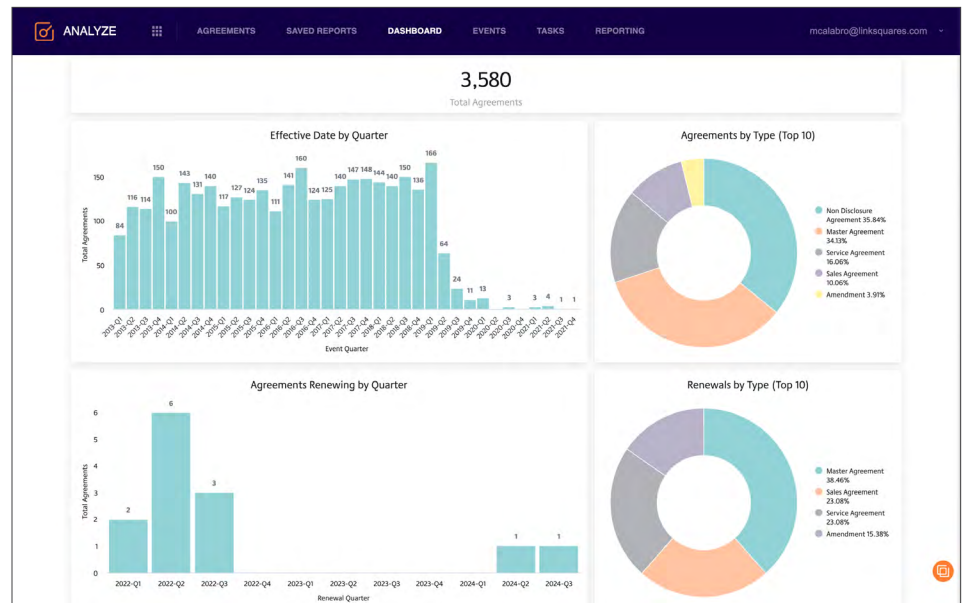 ANALYZE
AGREEMENTS
SAVED REPORTS
DASHBOARD
EVENTS
TASKS
REPORTING
mcalabro@linksquares.com
3,580
Total Agreements
Effective Date by Quarter
Total Agreements
150
100
50
0
84
116
114
150
100
143
131
140
117
127
124
135
111
141
160
124
125
140
147
148
144
140
150
136
166
64
24
11
13
3
3
4
1
1
2013-Q1
2013-Q2
2013-Q3
2013-Q4
2014-Q1
2014-Q2
2014-Q3
2014-Q4
2015-Q1
2015-Q2
2015-Q3
2015-Q4
2016-Q1
2016-Q2
2016-Q3
2016-Q4
2017-Q1
2017-Q2
2017-Q3
2017-Q4
2018-Q1
2018-Q2
2018-Q3
2018-Q4
2019-Q1
2019-Q2
2019-Q3
2019-Q4
2020-Q1
2020-Q2
2020-Q3
2020-Q4
2021-Q1
2021-Q2
2021-Q3
2021-Q4
Event Quarter
Agreements by Type (Top 10)
Non Disclosure
Agreement 35.84%
Master Agreement
34.13%
Service Agreement
16.06%
Sales Agreement
10.06%
Amendment 3.91%
Agreements Renewing by Quarter
Total Agreements
6
5
4
3
2
1
0
2
6
3
1
1
2022-Q1
2022-Q2
2022-Q3
2022-Q4
2023-Q1
2023-Q2
2023-Q3
2023-Q4
2024-Q1
2024-Q2
2024-Q3
Renewal Quarter
Renewals by Type (Top 10)
Master Agreement
38.46%
Sales Agreement
23.08%
Service Agreement
23.08%
Amendment 15.38%